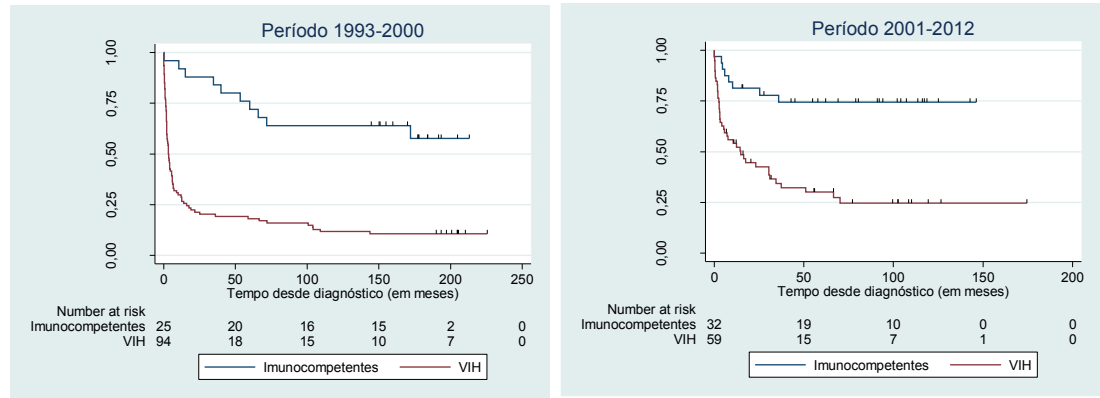 Período 1993-2000
1,00
0,75
0,50
0,25
0,00
0 50 100 150 200 250
Tempo desde diagnóstico (em meses)
Number at risk
Imunocompetentes 25 20 16 15 2 0
VIH 94 18 15 10 7 0
Imunocompetentes VIH
Período 2001-2012
1,00
0,75
0,50
0,25
0,00
0 50 100 150 200
Tempo desde diagnóstico (em meses)
Number at risk
Imunocompetentes 32 19 10 0 0
VIH 59 15 7 1 0
Imunocompetentes VIH